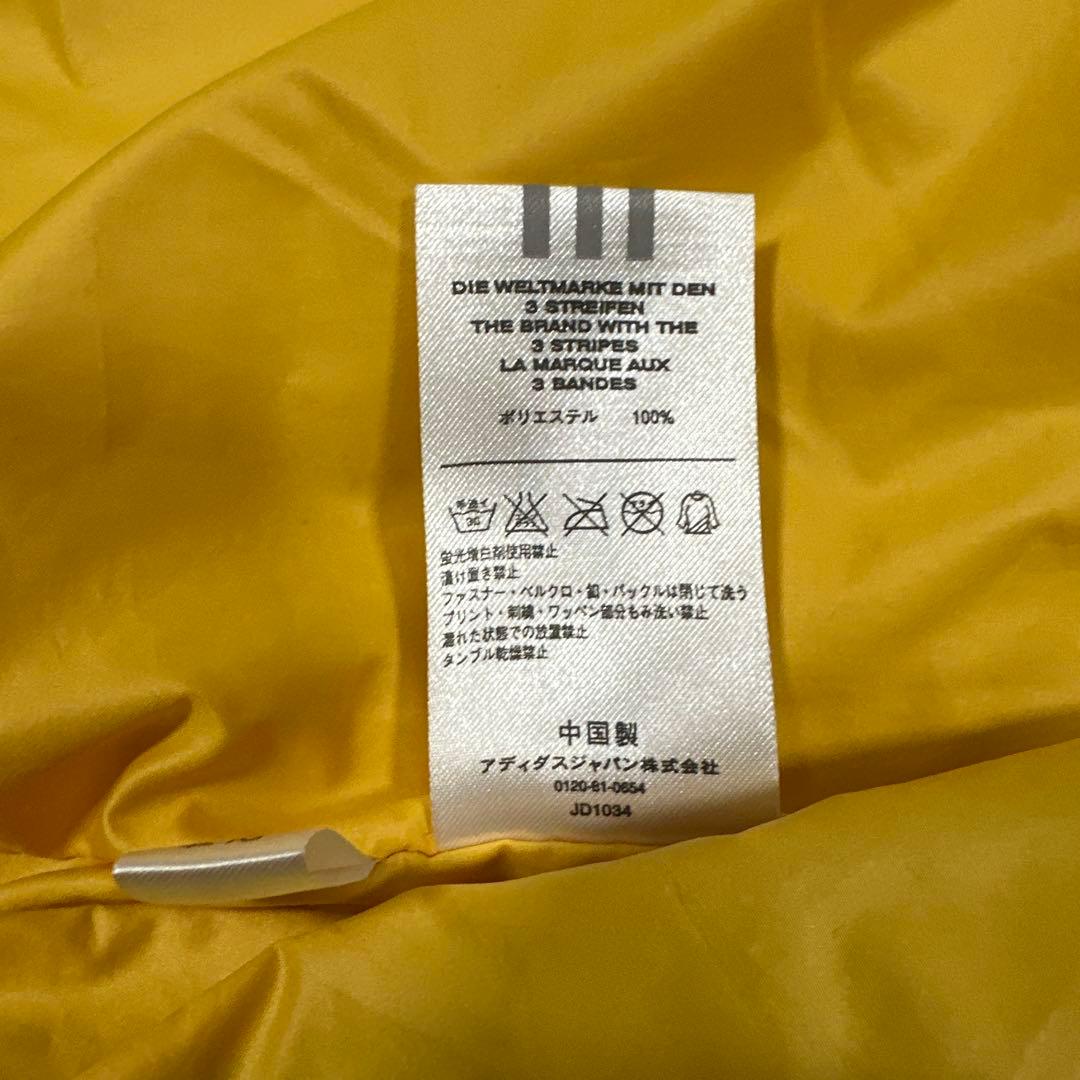 DIE WELTMARKE MIT DEN
3 STREIFEN
THE BRAND WITH THE
3 STRIPES
LA MARQUE AUX
3 BANDES
ポリエステル 100%
手洗イ
30
蛍光増白剤使用禁止
漬け置き禁止
ファスナー・ベルクロ・釦・バックルは閉じて洗う
プリント・刺繍・ワッペン部分もみ洗い禁止
濡れた状態での放置禁止
タンブル乾燥禁止
中国製
アディダスジャパン株式会社
0120-81-0654
JD1034